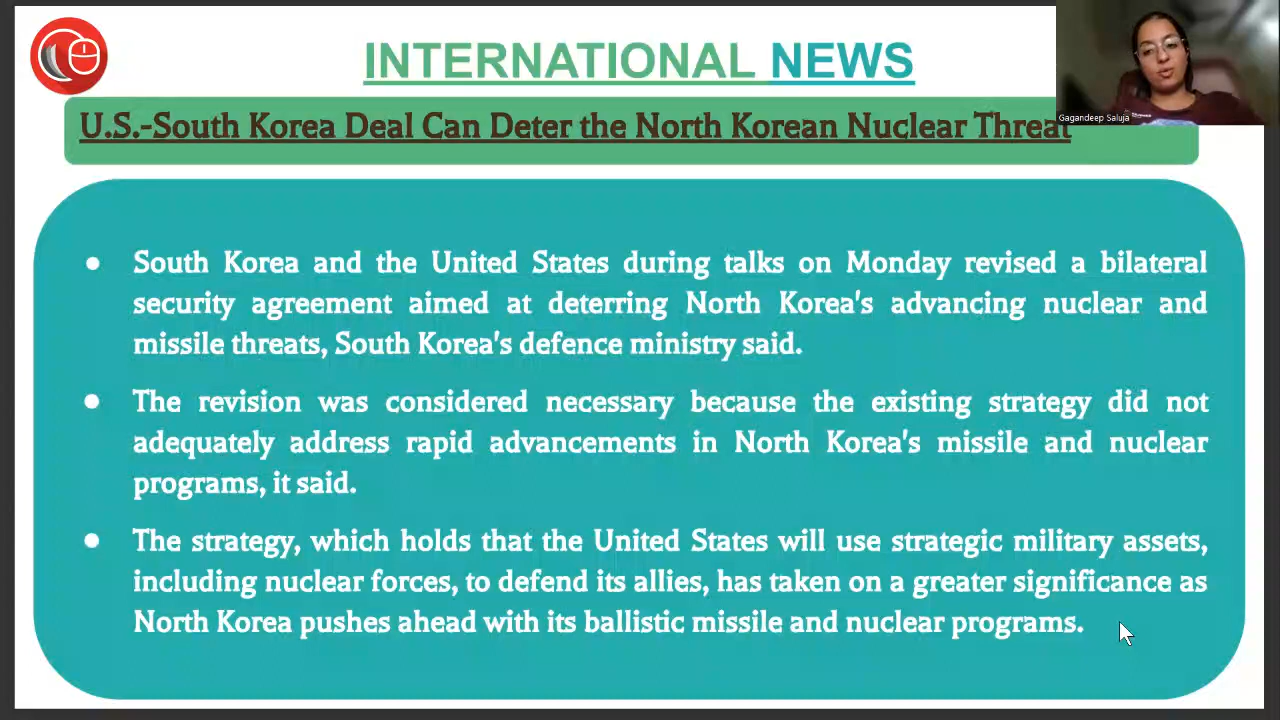 INTERNATIONAL NEWS
U.S.-South Korea Deal Can Deter the North Korean Nuclear Threat
Gagandeep Saluja
● South Korea and the United States during talks on Monday revised a bilateral
security agreement aimed at deterring North Korea's advancing nuclear and
missile threats, South Korea's defence ministry said.
● The revision was considered necessary because the existing strategy did not
adequately address rapid advancements in North Korea's missile and nuclear
programs, it said.
● The strategy, which holds that the United States will use strategic military assets,
including nuclear forces, to defend its allies, has taken on a greater significance as
North Korea pushes ahead with its ballistic missile and nuclear programs.